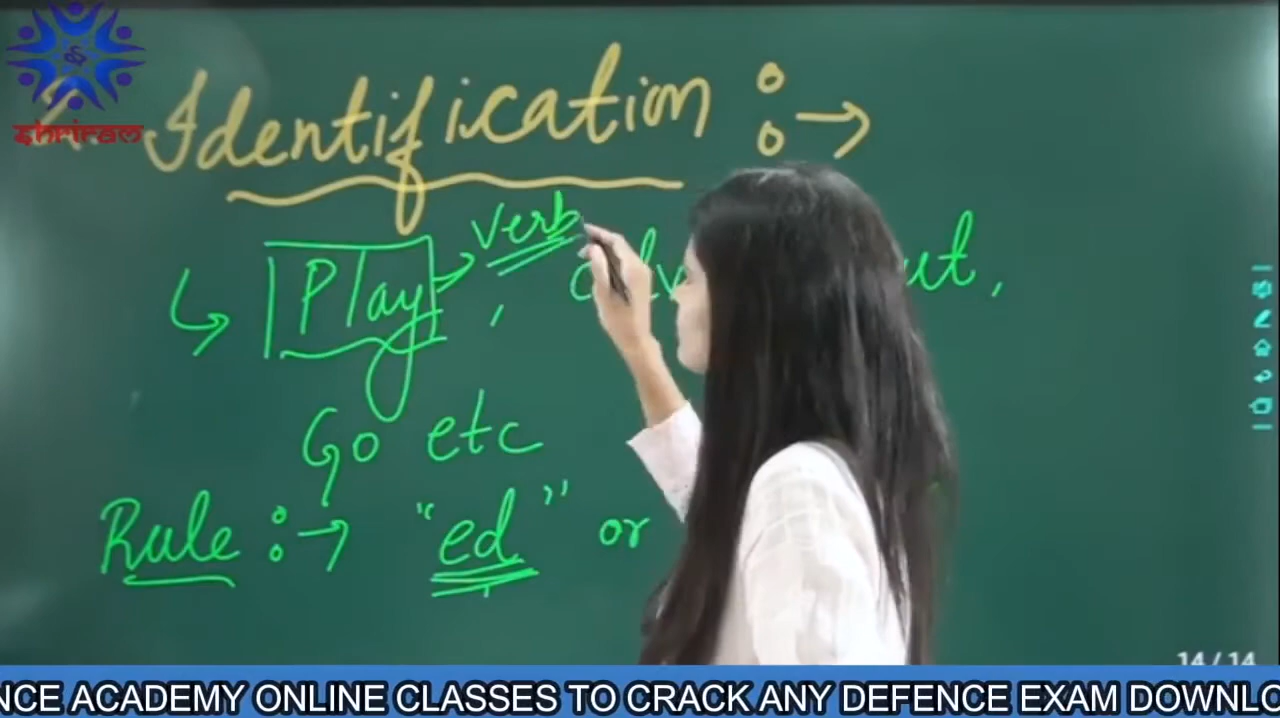 SHRIRAM
Identification :→
Play → Verb ,
Go etc
Rule :→ "ed" or
14/14
NCE ACADEMY ONLINE CLASSES TO CRACK ANY DEFENCE EXAM DOWNLO